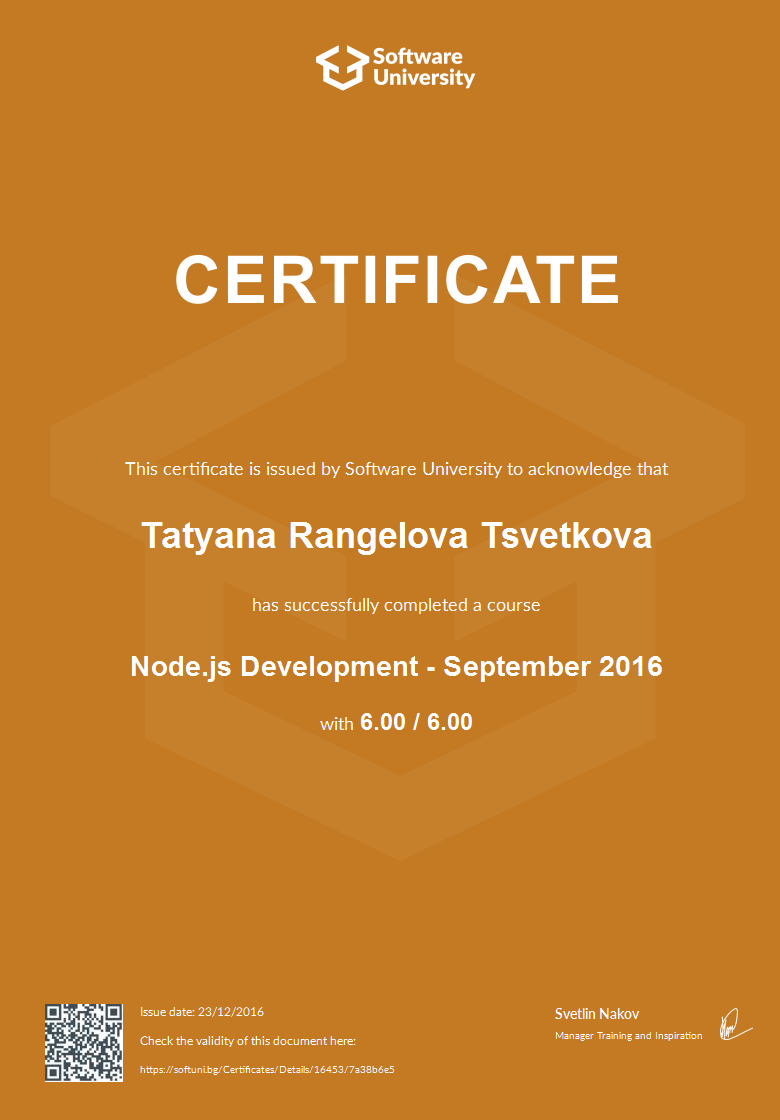 Software
University
CERTIFICATE
This certificate is issued by Software University to acknowledge that
Tatyana Rangelova Tsvetkova
has successfully completed a course
Node.js Development - September 2016
with 6.00 / 6.00
Issue date: 23/12/2016
Check the validity of this document here:
https://softuni.bg/Certificates/Details/16453/7a38b6e5
Svetlin Nakov
Manager Training and Inspiration